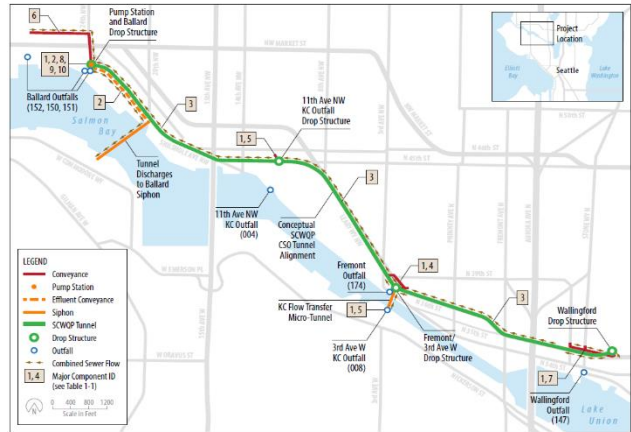 6
Pump Station
and Ballard
Drop Structure
1, 2, 8,
9, 10
Ballard Outfalls
(152, 150, 151)
2
Salmon
Bay
3
Tunnel
Discharges
to Ballard
Siphon
NW MARKET ST
1, 5
11th Ave NW
KC Outfall
Drop Structure
11th Ave NW
KC Outfall
(004)
Conceptual
SCWQP
CSO Tunnel
Alignment
3
Fremont
Outfall
(174)
1, 4
KC Flow Transfer
Micro-Tunnel
1, 5
3rd Ave W
KC Outfall
(008)
Fremont/
3rd Ave W
Drop Structure
3
Wallingford
Drop Structure
1, 7
Wallingford
Outfall
(147)
Lake
Union
Project
Location
Elliott
Bay
Seattle
Lake
Washington
LEGEND
Conveyance
Pump Station
Effluent Conveyance
Siphon
SCWQP Tunnel
Drop Structure
Outfall
Combined Sewer Flow
1, 4
Major Component ID
(see Table 1-1)
0 400 800 1200
Scale in Feet